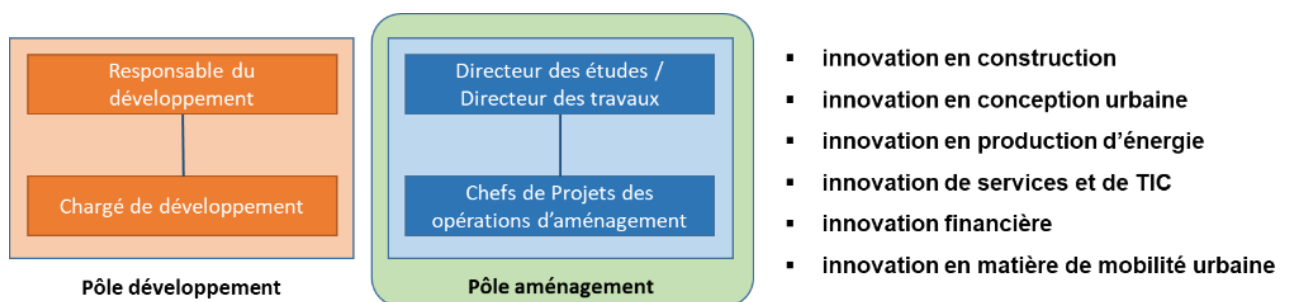 Responsable du
développement
Chargé de développement
Pôle développement
Directeur des études /
Directeur des travaux
Chefs de Projets des
opérations d'aménagement
Pôle aménagement
▪ innovation en construction
▪ innovation en conception urbaine
▪ innovation en production d'énergie
▪ innovation de services et de TIC
▪ innovation financière
▪ innovation en matière de mobilité urbaine